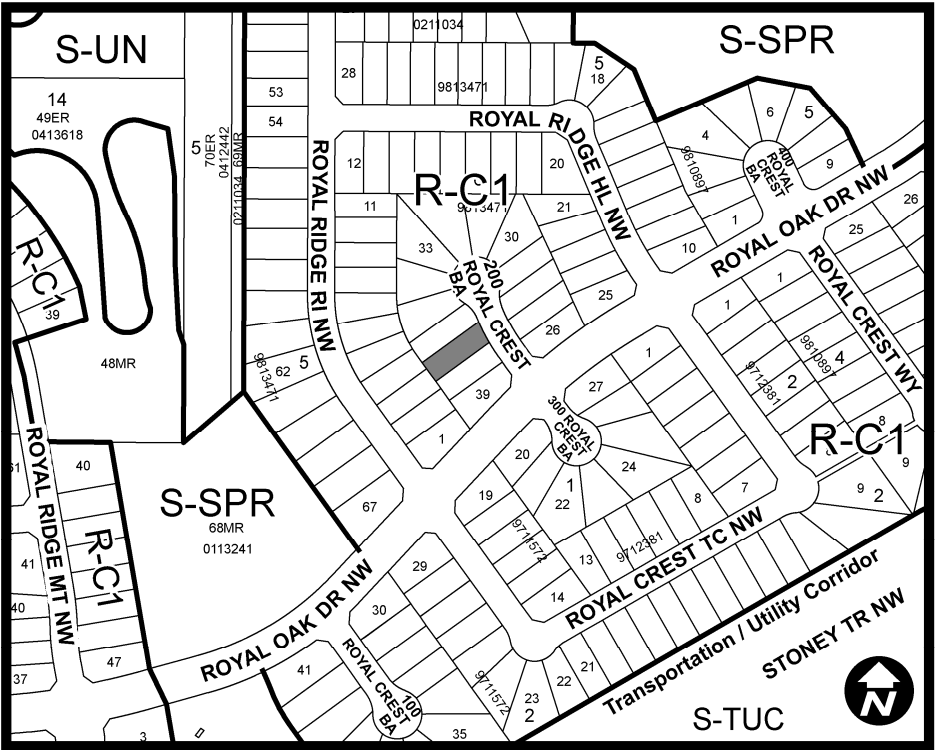 S-UN
0211034
S-SPR
28
9813471
5
18
14
49ER
0413618
53
54
5
70ER
0412442
0211034 69MR
ROYAL RIDGE HL NW
4
6
5
9810897
400
ROYAL
CREST
BA
9
12
20
R-C1
9813471
11
21
1
10
ROYAL OAK DR NW
26
25
33
30
200
ROYAL CREST
BA
25
26
ROYAL RIDGE RI NW
R-C1
39
48MR
9813471
62
5
39
1
67
1
1
1
ROYAL CREST WY
9810897
4
9712381
2
8
R-C1
9
9
2
27
300 ROYAL
CREST
BA
24
20
1
22
19
9711572
13
9712381
8
7
14
ROYAL CREST TC NW
61
ROYAL RIDGE MT NW
40
R-C1
41
40
37
47
S-SPR
68MR
0113241
ROYAL OAK DR NW
29
30
41
ROYAL CREST
100
BA
9711572
35
21
22
23
2
3
Transportation / Utility Corridor
STONEY TR NW
S-TUC
N